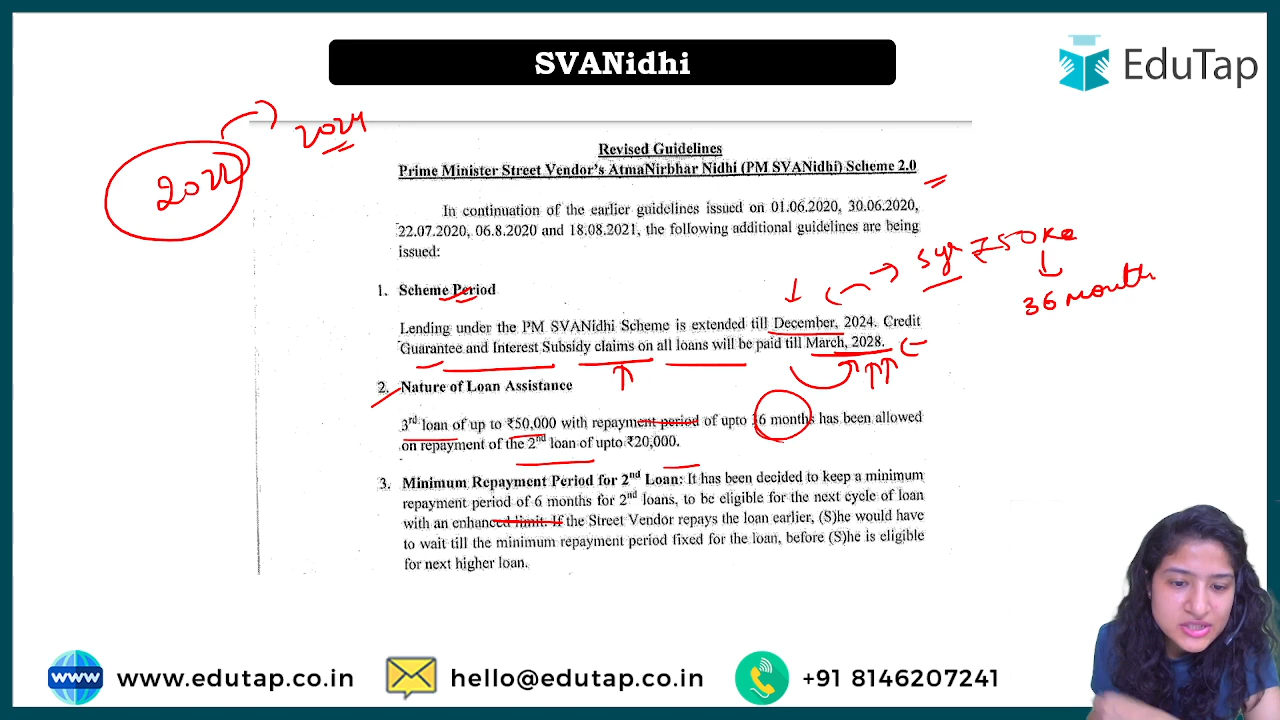 SVANidhi
EduTap
2022
2024
Revised Guidelines
Prime Minister Street Vendor's AtmaNirbhar Nidhi (PM SVANidhi) Scheme 2.0
In continuation of the earlier guidelines issued on 01.06.2020, 30.06.2020,
22.07.2020, 06.8.2020 and 18.08.2021, the following additional guidelines are being
issued:
1. Scheme Period
Lending under the PM SVANidhi Scheme is extended till December, 2024. Credit
Guarantee and Interest Subsidy claims on all loans will be paid till March, 2028.
2. Nature of Loan Assistance
3rd loan of up to ₹50,000 with repayment period of upto 36 months has been allowed
on repayment of the 2nd loan of upto ₹20,000.
3. Minimum Repayment Period for 2nd Loan: It has been decided to keep a minimum
repayment period of 6 months for 2nd loans, to be eligible for the next cycle of loan
with an enhanced limit. If the Street Vendor repays the loan earlier, (S)he would have
to wait till the minimum repayment period fixed for the loan, before (S)he is eligible
for next higher loan.
36 month
www
www.edutap.co.in
hello@edutap.co.in
+91 8146207241